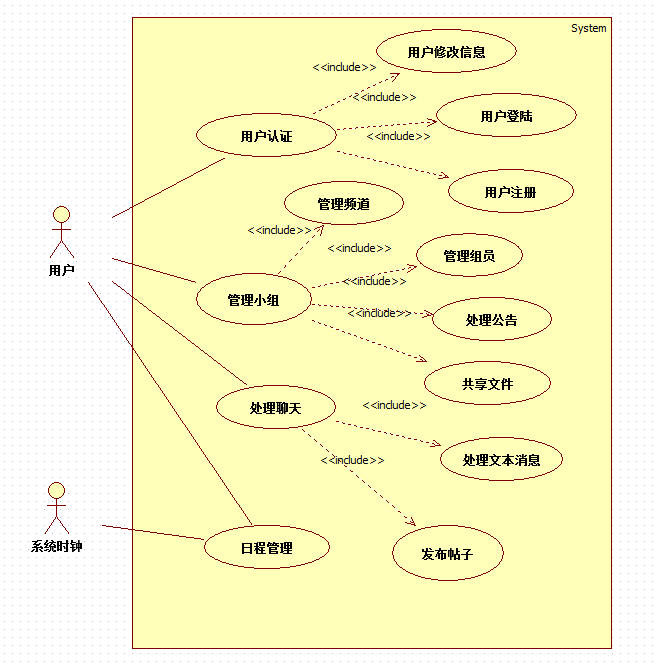 System
用户修改信息
<<include>>
<<include>>
用户登陆
用户认证
<<include>>
用户注册
管理频道
<<include>>
<<include>>
管理组员
用户
<<include>>
管理小组
<<include>>
处理公告
共享文件
处理聊天
<<include>>
<<include>>
处理文本消息
系统时钟
日程管理
发布帖子